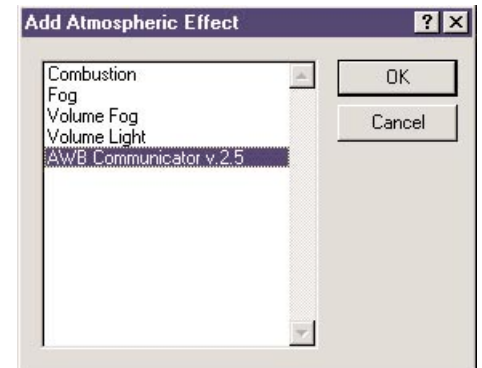 Add Atmospheric Effect
Combustion
Fog
Volume Fog
Volume Light
AWB Communicator v.2.5
OK
Cancel